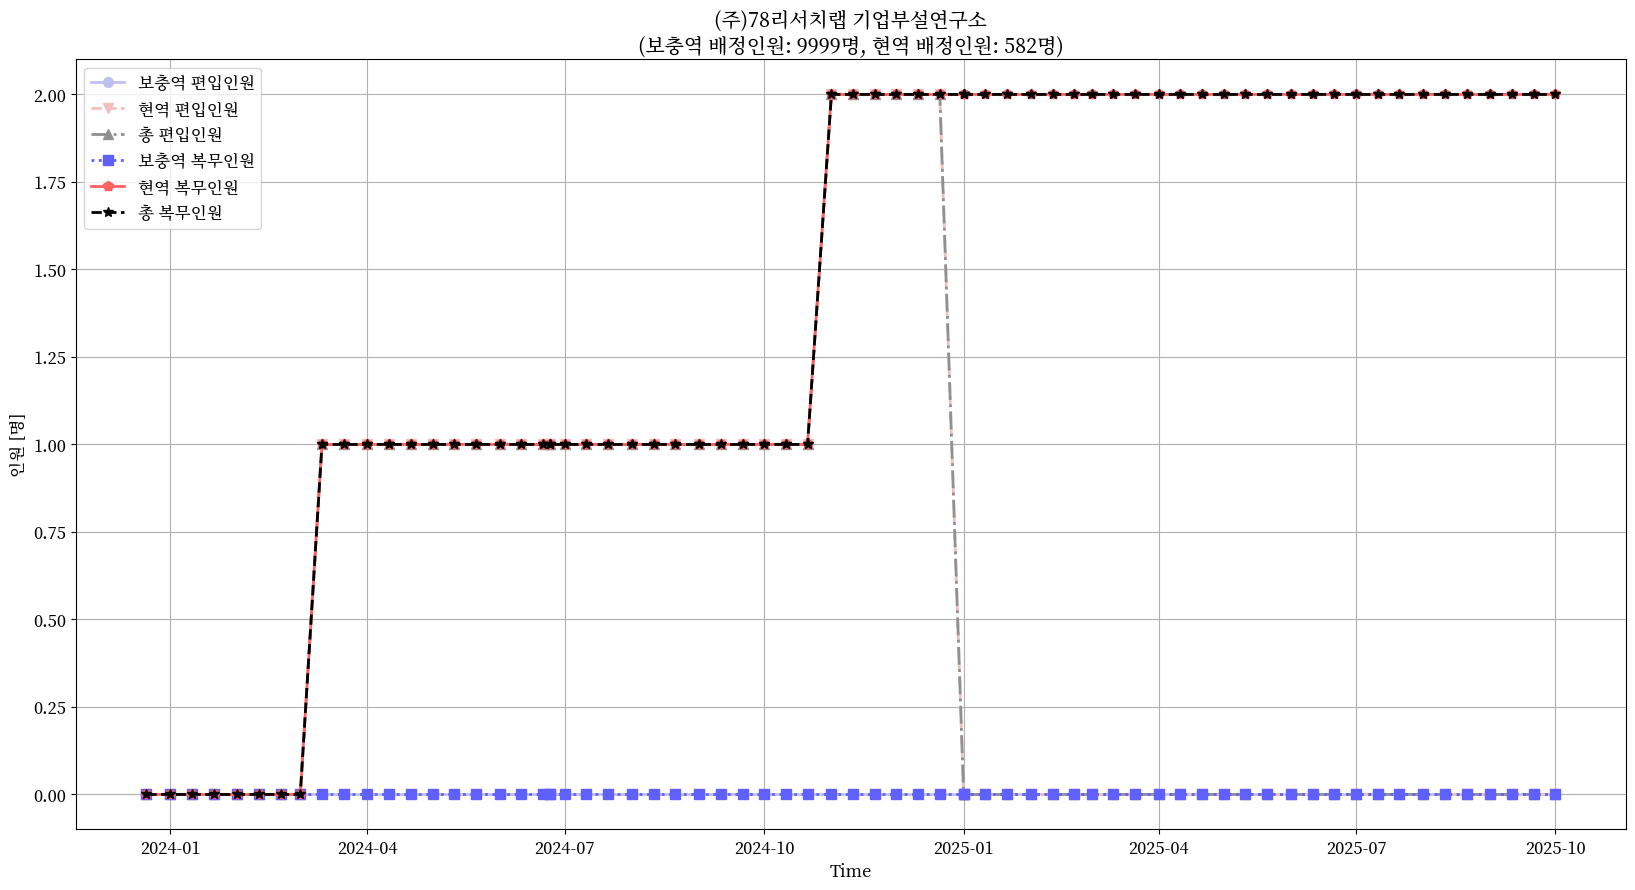 (주)78리서치랩 기업부설연구소
(보충역 배정인원: 9999명, 현역 배정인원: 582명)
보충역 편입인원
현역 편입인원
총 편입인원
보충역 복무인원
현역 복무인원
총 복무인원
인원 [명]
2.00
1.75
1.50
1.25
1.00
0.75
0.50
0.25
0.00
2024-01
2024-04
2024-07
2024-10
2025-01
2025-04
2025-07
2025-10
Time